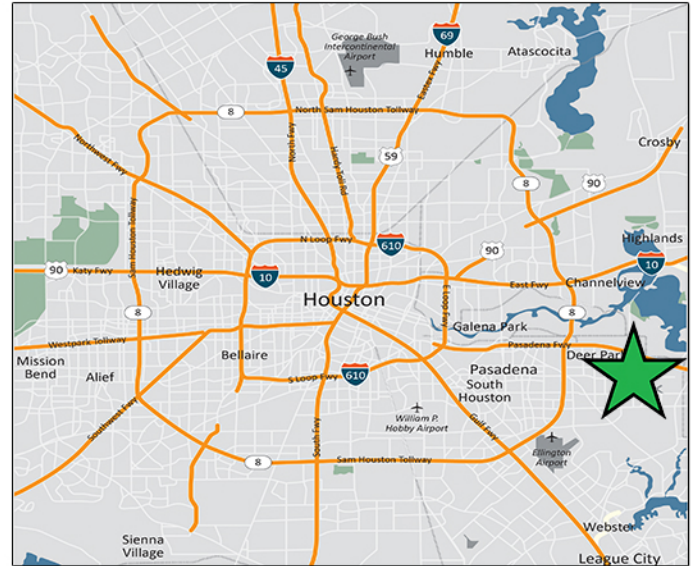 69
George Bush
Intercontinental
Airport
Humble
Atascocita
45
Eastex Fwy
8
North Sam Houston Tollway
North Fwy
Hardy Toll Rd
Northwest Fwy
59
Crosby
8
90
Sam Houston Tollway
N Loop Fwy
610
90
Highlands
10
90
Katy Fwy
Hedwig
Village
10
East Fwy
Channelview
Houston
E Loop Fwy
8
8
Galena Park
Westpark Tollway
Pasadena Fwy
Mission
Bend
Alief
Bellaire
S Loop Fwy
610
Pasadena
South
Houston
Deer Park
Southwest Fwy
William P.
Hobby Airport
Gulf Fwy
South Fwy
8
Sam Houston Tollway
Ellington
Airport
Sienna
Village
Webster
League City